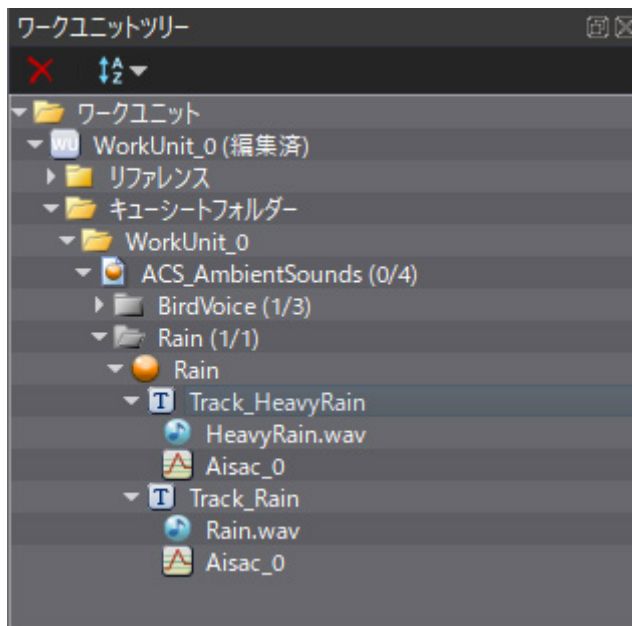 ワークユニットツリー
A
Z
ワークユニット
WU WorkUnit_0 (編集済)
リファレンス
キューシートフォルダー
WorkUnit_0
ACS_AmbientSounds (0/4)
BirdVoice (1/3)
Rain (1/1)
Rain
T Track_HeavyRain
HeavyRain.wav
Aisac_0
T Track_Rain
Rain.wav
Aisac_0